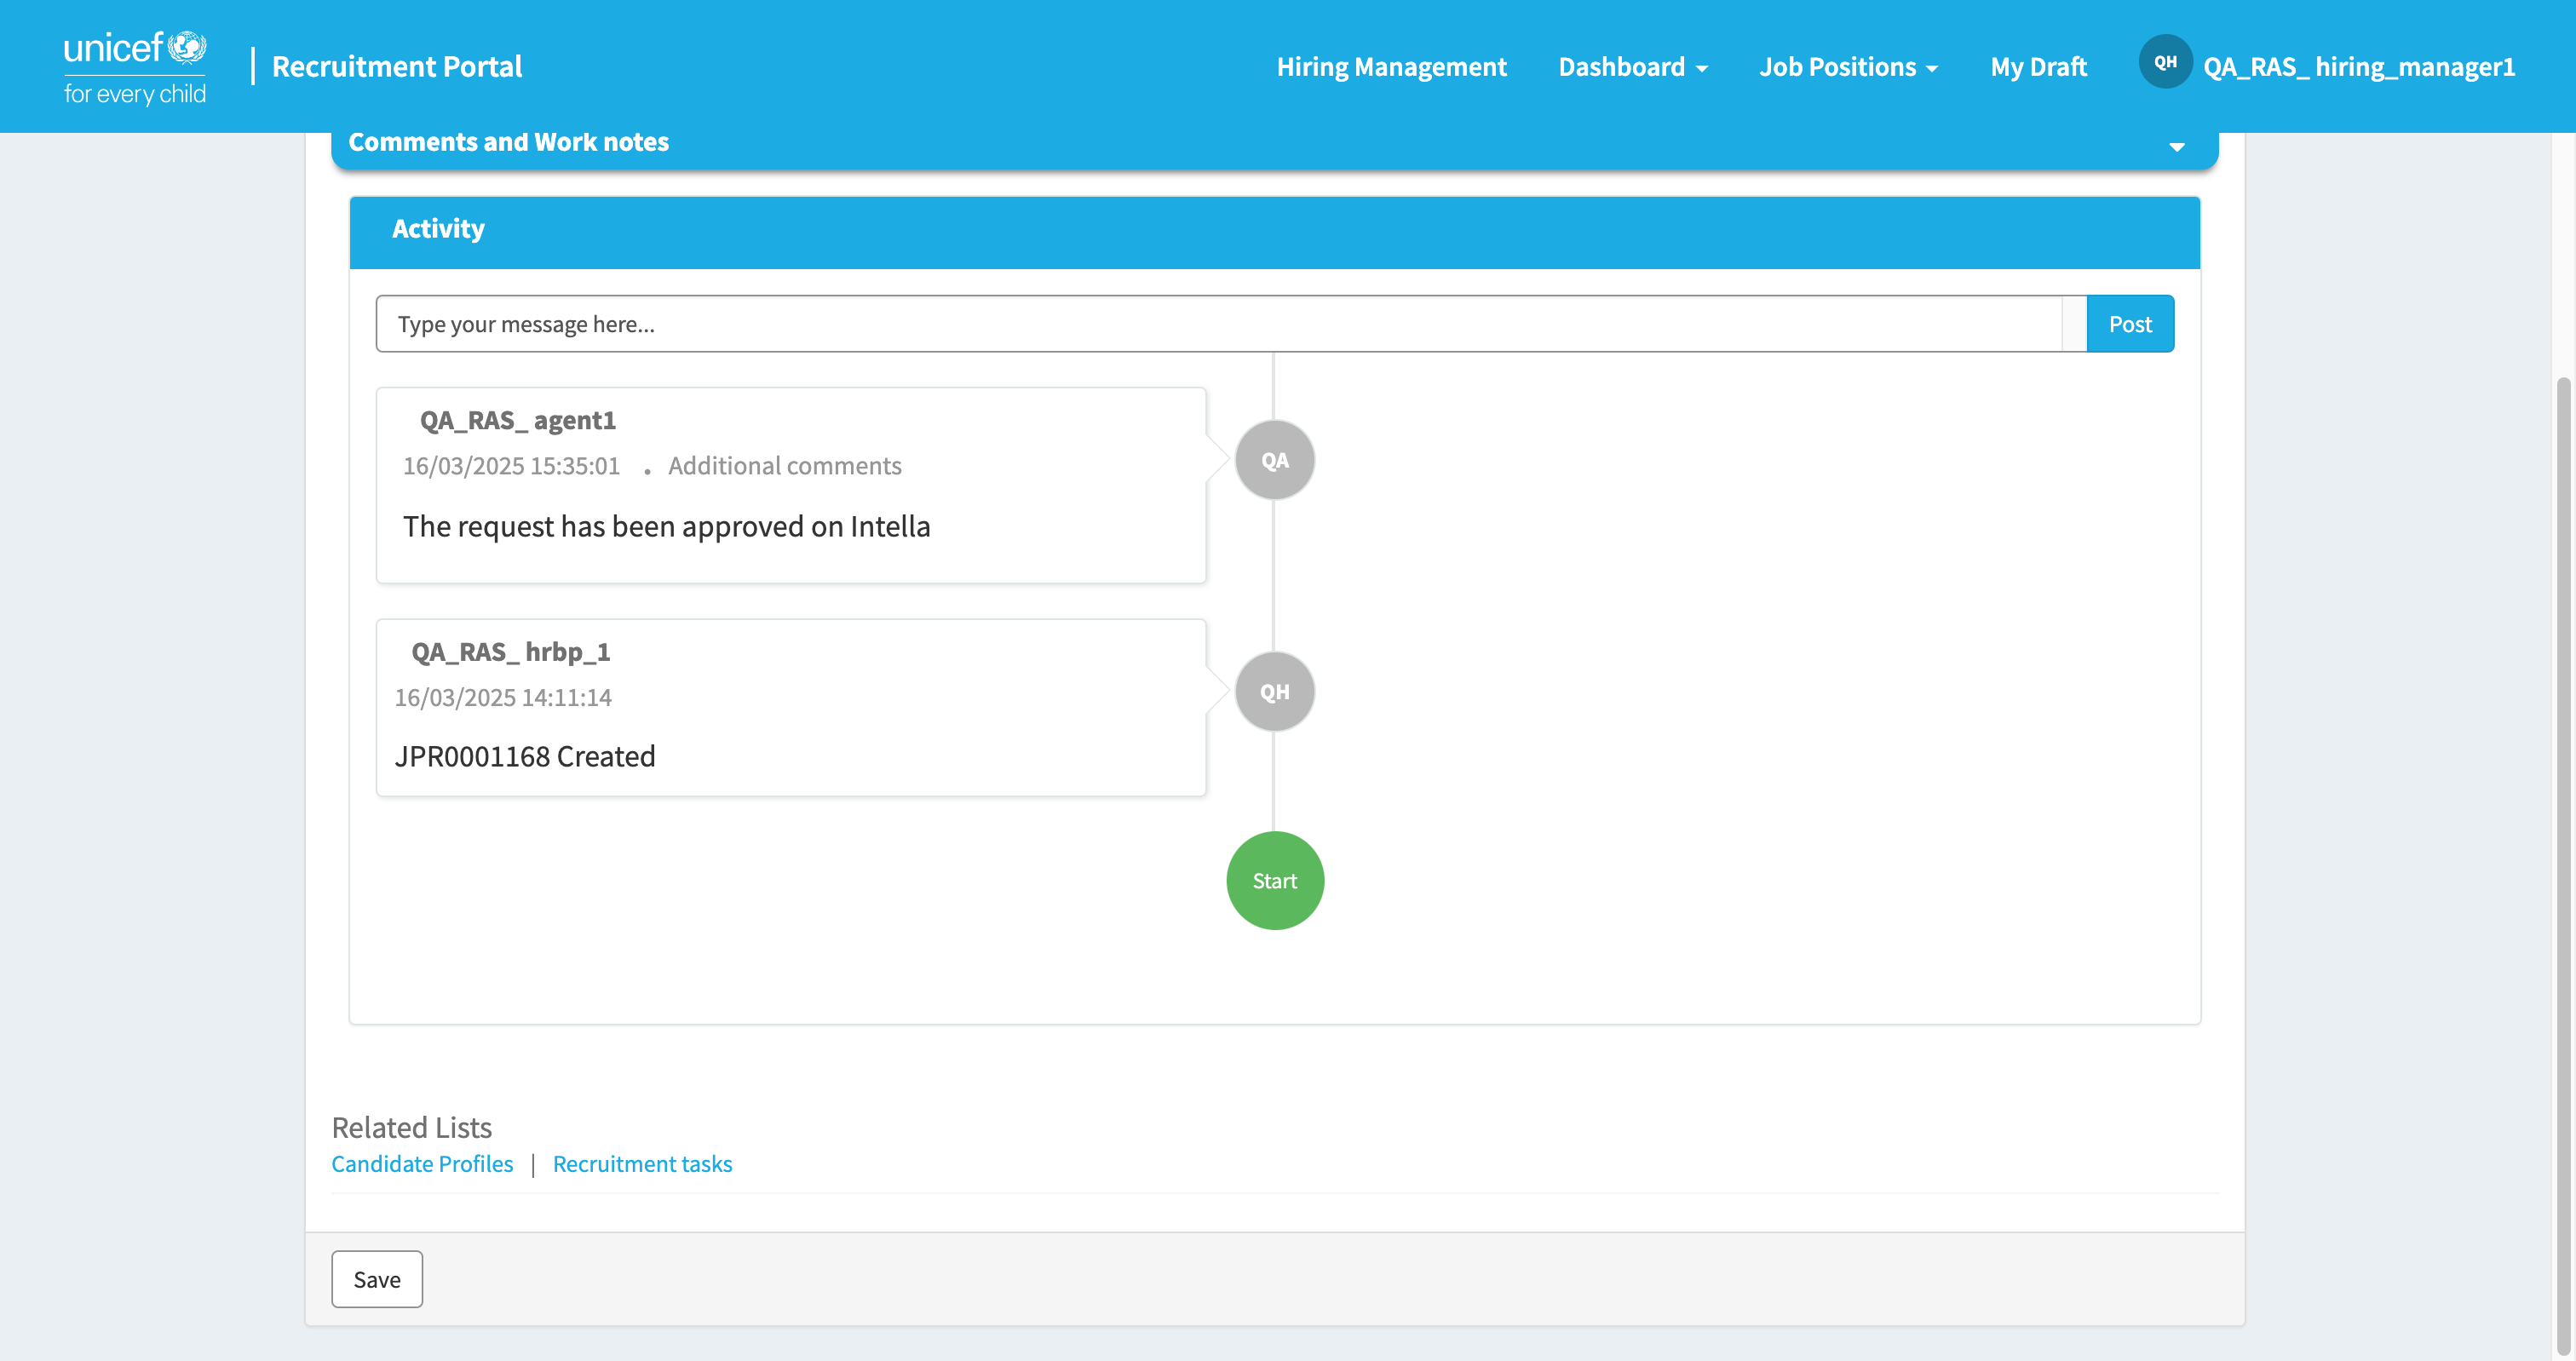 unicef
for every child
Recruitment Portal
Hiring Management
Dashboard
Job Positions
My Draft
QH
QA_RAS_ hiring_manager1
Comments and Work notes
Activity
Type your message here...
Post
QA_RAS_ agent1
16/03/2025 15:35:01 . Additional comments
The request has been approved on Intella
QA
QA_RAS_ hrbp_1
16/03/2025 14:11:14
JPR0001168 Created
QH
Start
Related Lists
Candidate Profiles | Recruitment tasks
Save